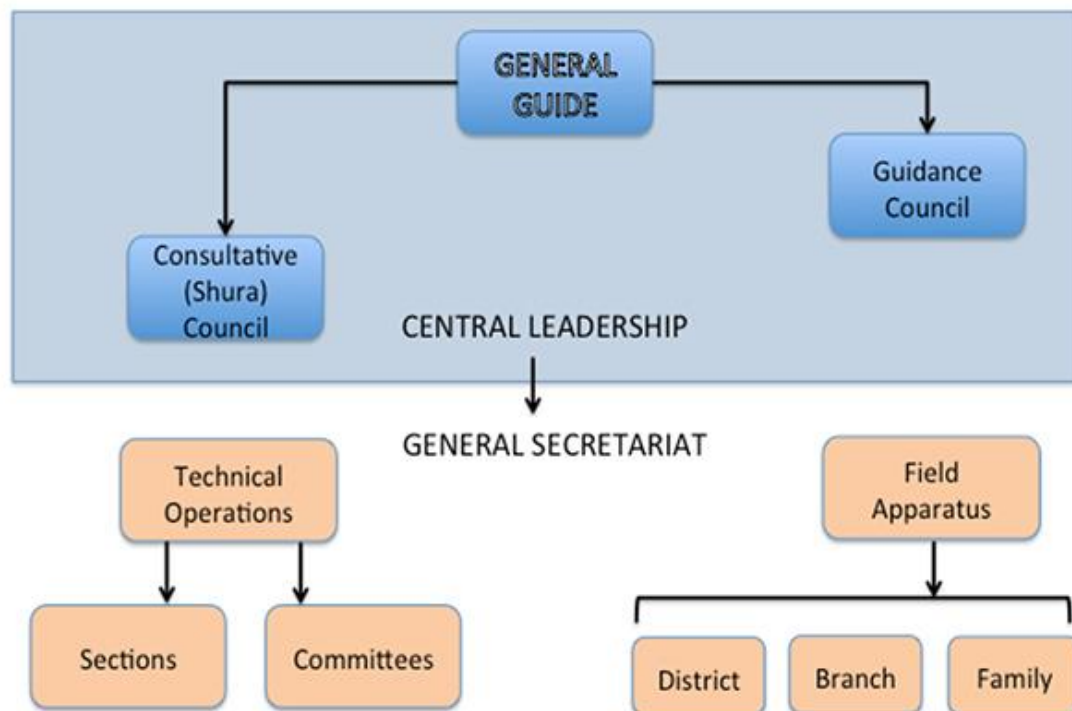 GENERAL
GUIDE
Guidance
Council
Consultative
(Shura)
Council
CENTRAL LEADERSHIP
GENERAL SECRETARIAT
Technical
Operations
Field
Apparatus
Sections
Committees
District
Branch
Family